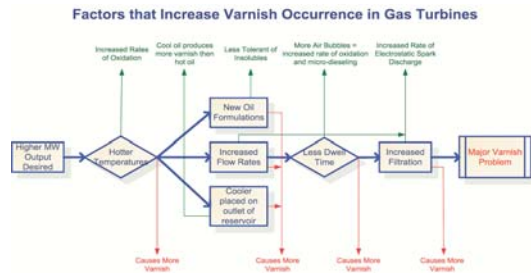 Factors that Increase Varnish Occurrence in Gas Turbines
Increased Rates
of Oxidation
Cool oil produces
more varnish then
hot oil
Less Tolerant of
Insolubles
More Air Bubbles =
increased rate of oxidation
and micro-dieseling
Increased Rate of
Electrostatic Spark
Discharge
Higher MW
Output
Desired
Hotter
Temperatures
New Oil
Formulations
Increased
Flow Rates
Cooler
placed on
outlet of
reservoir
Less Dwell
Time
Increased
Filtration
Major Varnish
Problem
Causes More
Varnish
Causes More
Varnish
Causes More
Varnish
Causes More
Varnish